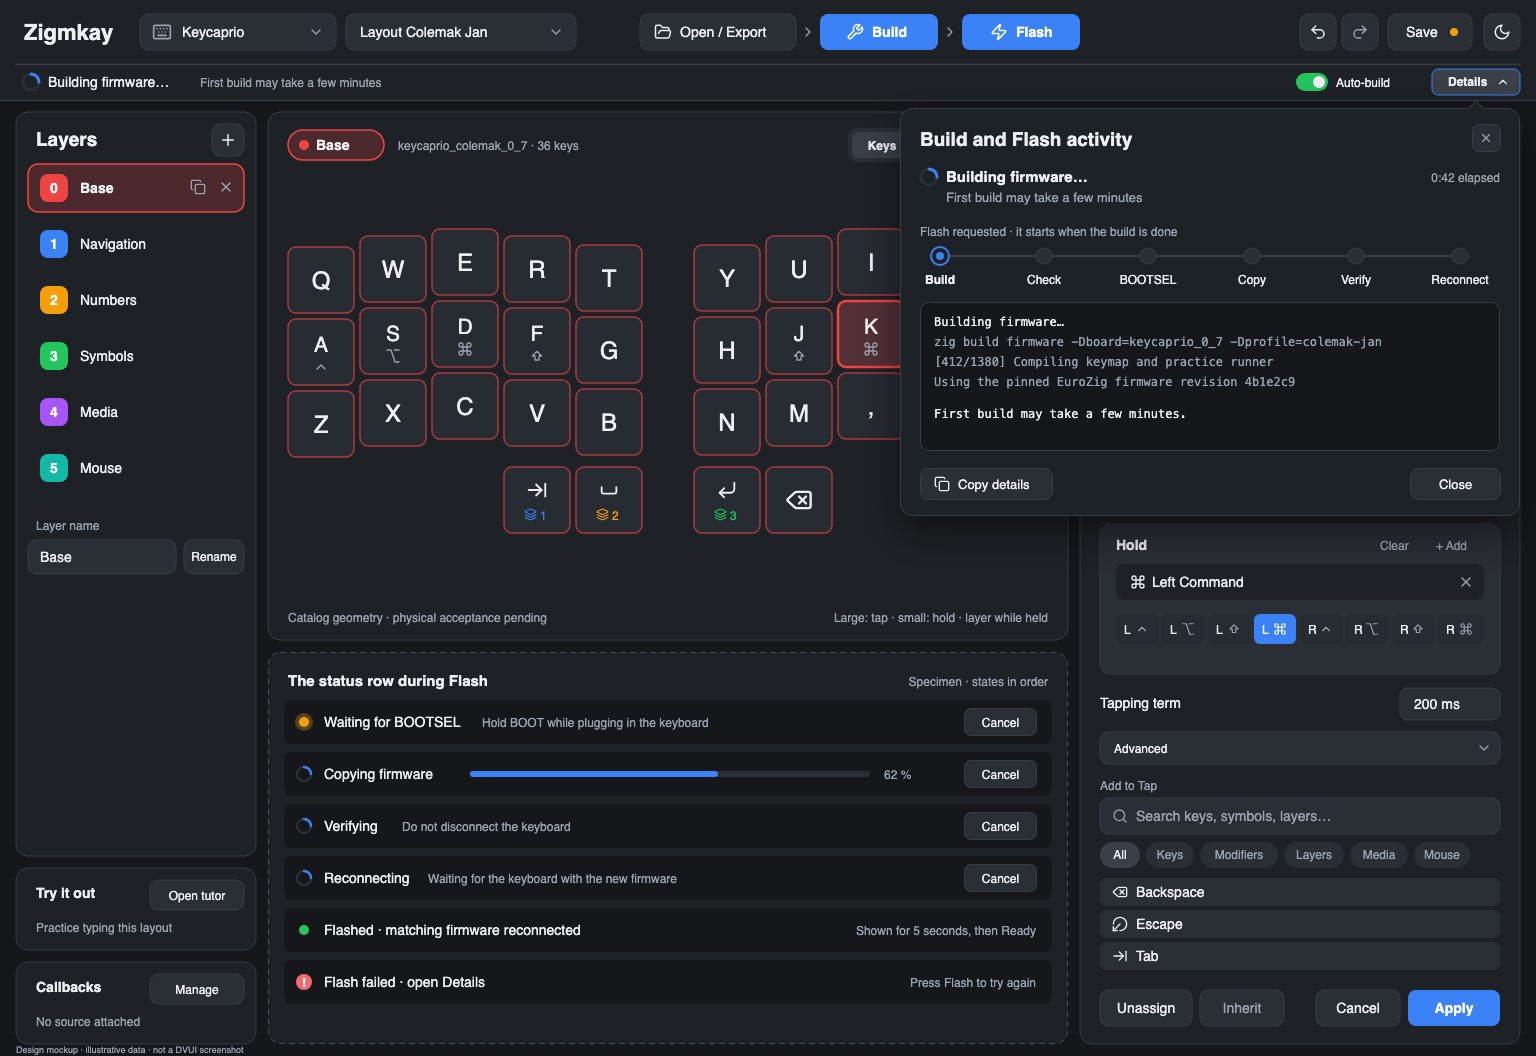 Zigmkay
Keycaprio
Layout Colemak Jan
Open / Export
Build
Flash
Save
Building firmware...
First build may take a few minutes
Auto-build
Details
Layers
0 Base
1 Navigation
2 Numbers
3 Symbols
4 Media
5 Mouse
Layer name
Base
Rename
Try it out
Open tutor
Practice typing this layout
Callbacks
Manage
No source attached
Design mockup · illustrative data · not a DVUI screenshot
Base
keycaprio_colemak_0_7 · 36 keys
Keys
Q W E R T Y U I
A S D F G H J K
Z X C V B N M ,
1 2 3
Catalog geometry · physical acceptance pending
Large: tap · small: hold · layer while held
Build and Flash activity
Building firmware...
0:42 elapsed
First build may take a few minutes
Flash requested · it starts when the build is done
Build
Check
BOOTSEL
Copy
Verify
Reconnect
Building firmware…
zig build firmware -Dboard=keycaprio_0_7 -Dprofile=colemak-jan
[412/1380] Compiling keymap and practice runner
Using the pinned EuroZig firmware revision 4b1e2c9
First build may take a few minutes.
Copy details
Close
The status row during Flash
Specimen · states in order
Waiting for BOOTSEL
Hold BOOT while plugging in the keyboard
Cancel
Copying firmware
62 %
Cancel
Verifying
Do not disconnect the keyboard
Cancel
Reconnecting
Waiting for the keyboard with the new firmware
Cancel
Flashed · matching firmware reconnected
Shown for 5 seconds, then Ready
Flash failed · open Details
Press Flash to try again
Hold
Clear
+ Add
⌘ Left Command
L ⌃ L ⌥ L ⇧ L ⌘ R ⌃ R ⌥ R ⇧ R ⌘
Tapping term
200 ms
Advanced
Add to Tap
Search keys, symbols, layers...
All
Keys
Modifiers
Layers
Media
Mouse
Backspace
Escape
Tab
Unassign
Inherit
Cancel
Apply